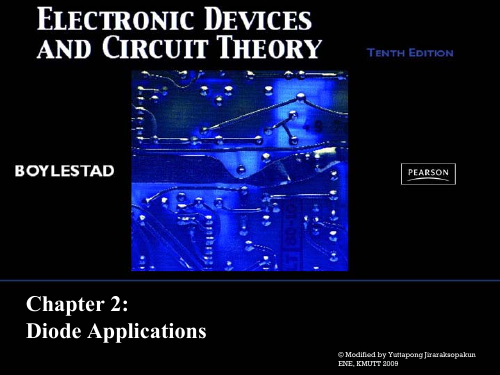 ELECTRONIC DEVICES
AND CIRCUIT THEORY
TENTH EDITION
BOYLESTAD
PEARSON
Chapter 2:
Diode Applications
© Modified by Yuttapong Jiraraksopakun
ENE, KMUTT 2009